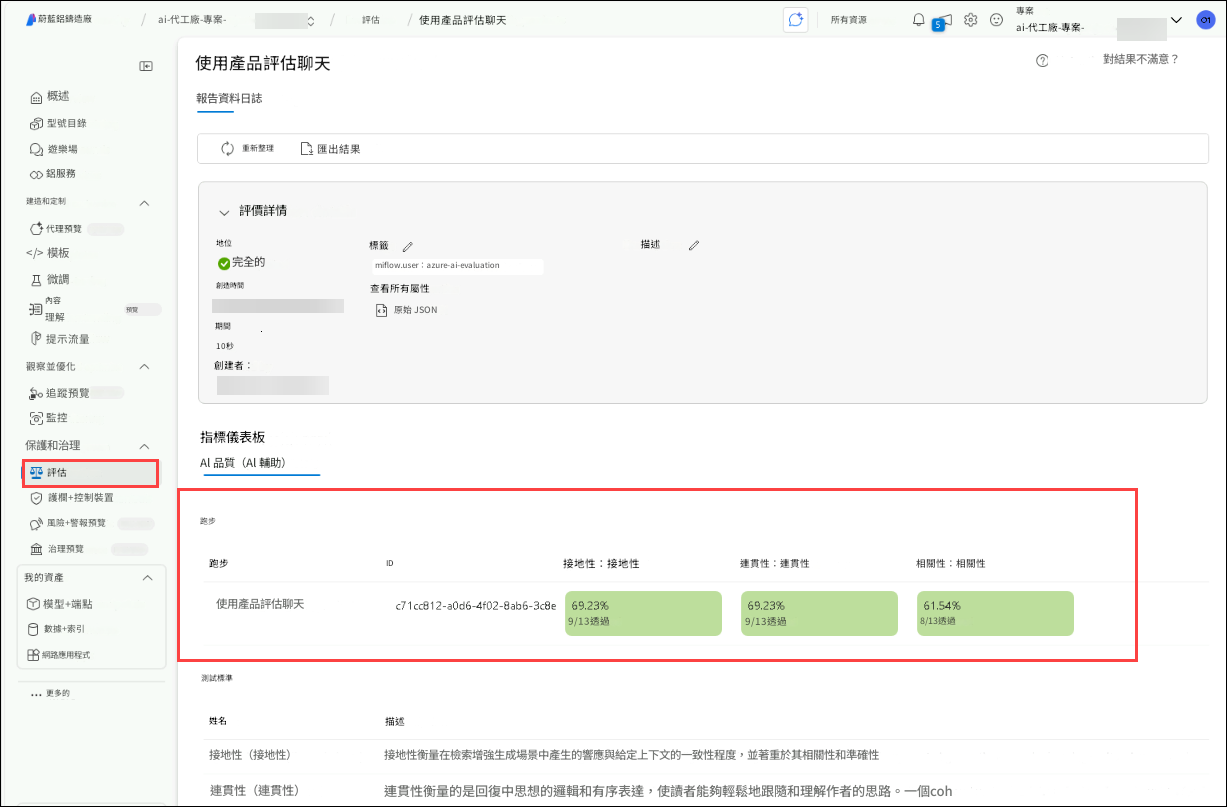 蔚藍鋁鑄造廠 / ai-代工廠-專案- / 評估 / 使用產品評估聊天
所有資源
5
專案
ai-代工廠-專案-
01
使用產品評估聊天
對結果不滿意？
報告資料日誌
重新整理
匯出結果
概述
型號目錄
遊樂場
鋁服務
建造和定制
代理預覽
</> 模板
微調
內容
理解
預覽
提示流量
觀察並優化
追蹤預覽
監控
保護和治理
評估
護欄+控制裝置
風險+警報預覽
治理預覽
我的資產
模型+端點
數據+索引
網路應用程式
... 更多的
評價詳情
地位
完全的
創造時間
期間
10秒
創建者：
標籤
miflow.user：azure-ai-evaluation
查看所有屬性
原始 JSON
描述
指標儀表板
AI 品質（AI 輔助）
跑步
跑步 ID 接地性：接地性 連貫性：連貫性 相關性：相關性
使用產品評估聊天 c71cc812-a0d6-4f02-8ab6-3c8e 69.23% 69.23% 61.54%
9/13透過 9/13透過 8/13透過
測試標準
姓名 描述
接地性（接地性） 接地性衡量在檢索增強生成場景中產生的響應與給定上下文的一致性程度，並著重於其相關性和準確性
連貫性（連貫性） 連貫性衡量的是回復中思想的邏輯和有序表達，使讀者能夠輕鬆地跟隨和理解作者的思路。一個coh